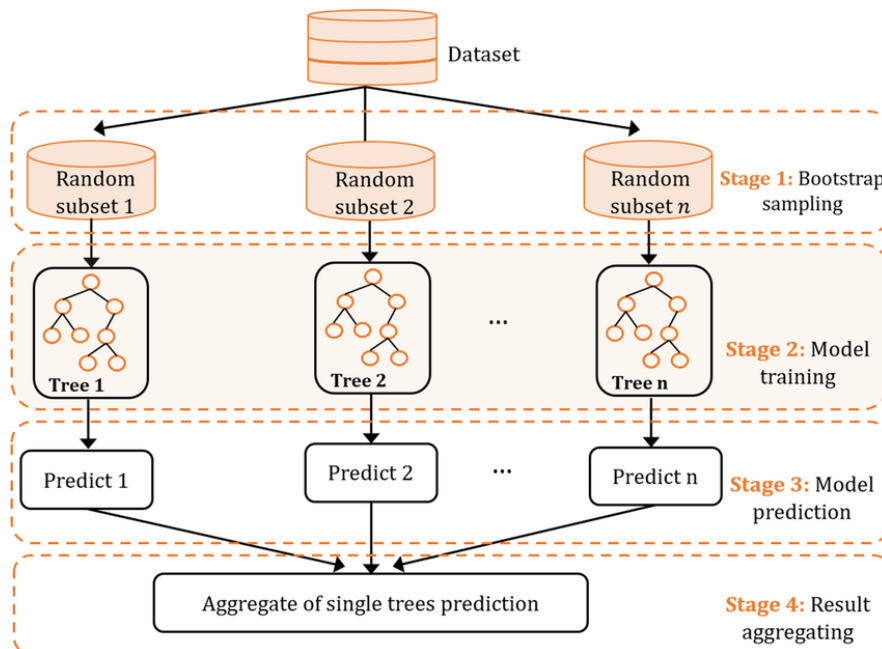 Dataset
Random
subset 1
Random
subset 2
Random
subset n
Stage 1: Bootstrap
sampling
Tree 1
Tree 2
...
Tree n
Stage 2: Model
training
Predict 1
Predict 2
...
Predict n
Stage 3: Model
prediction
Aggregate of single trees prediction
Stage 4: Result
aggregating